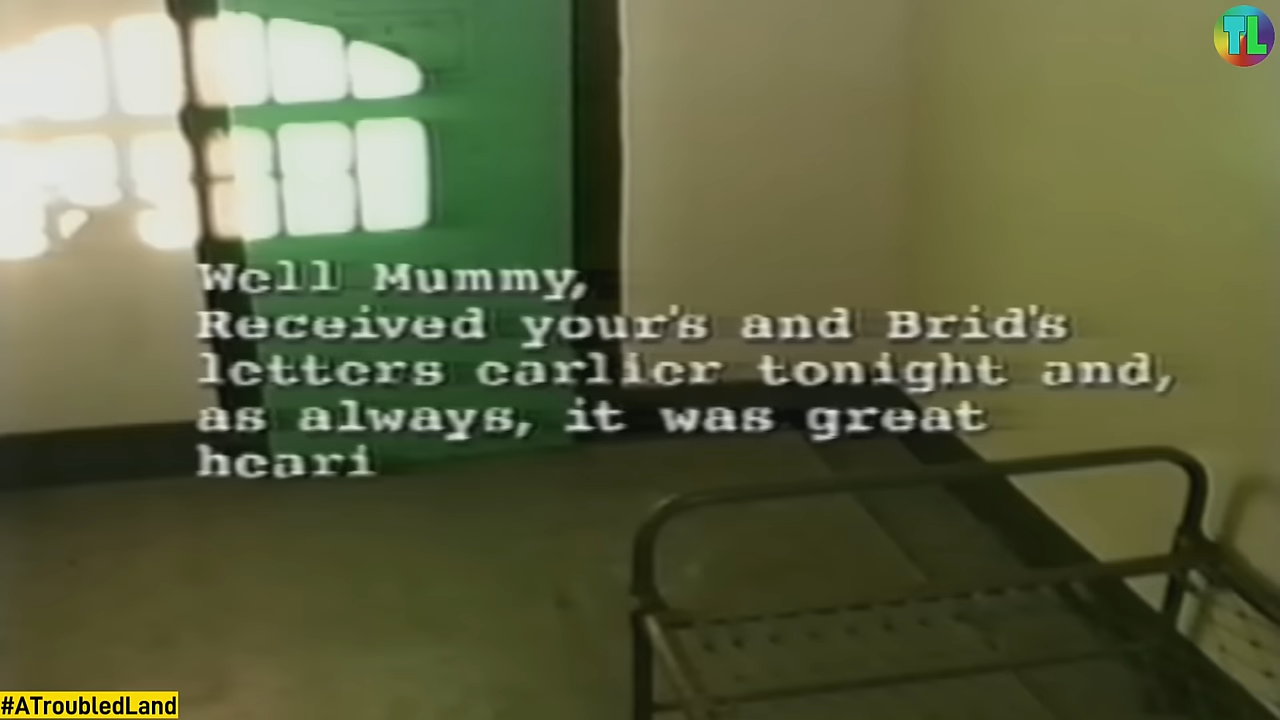 TL
Well Mummy,
Received your's and Brid's
letters earlier tonight and,
as always, it was great
heari
#ATroubledLand